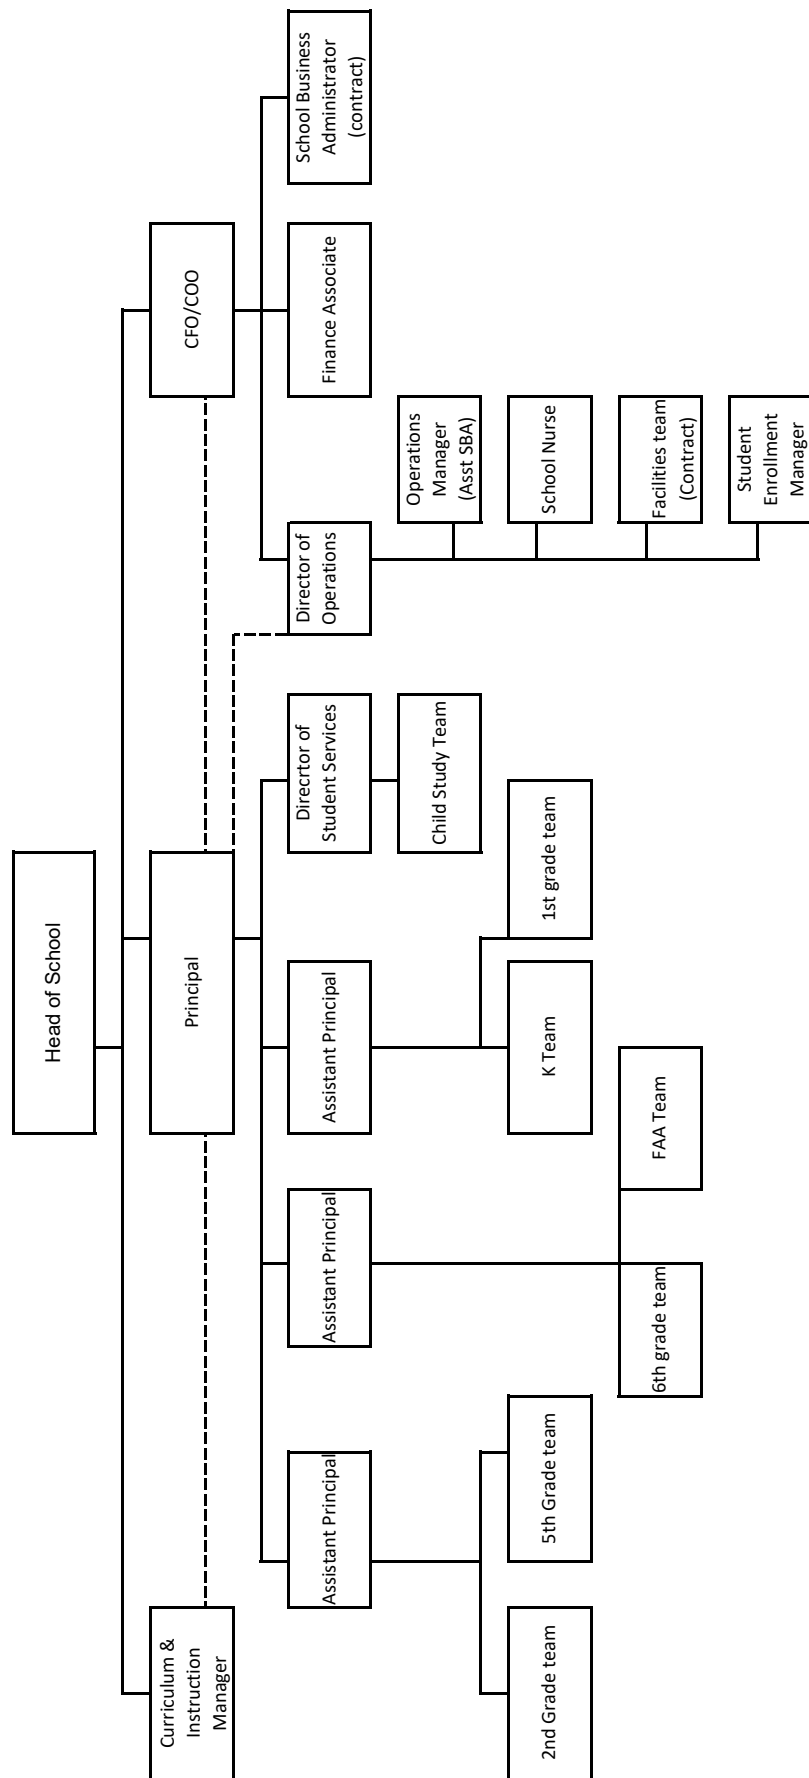 Head of School
Curriculum &
Instruction
Manager
Principal
CFO/COO
Assistant Principal
Assistant Principal
Assistant Principal
Direcrtor of
Student Services
Director of
Operations
Finance Associate
School Business
Administrator
(contract)
Child Study Team
Operations
Manager
(Asst SBA)
2nd Grade team
5th Grade team
K Team
1st grade team
School Nurse
6th grade team
FAA Team
Facilities team
(Contract)
Student
Enrollment
Manager